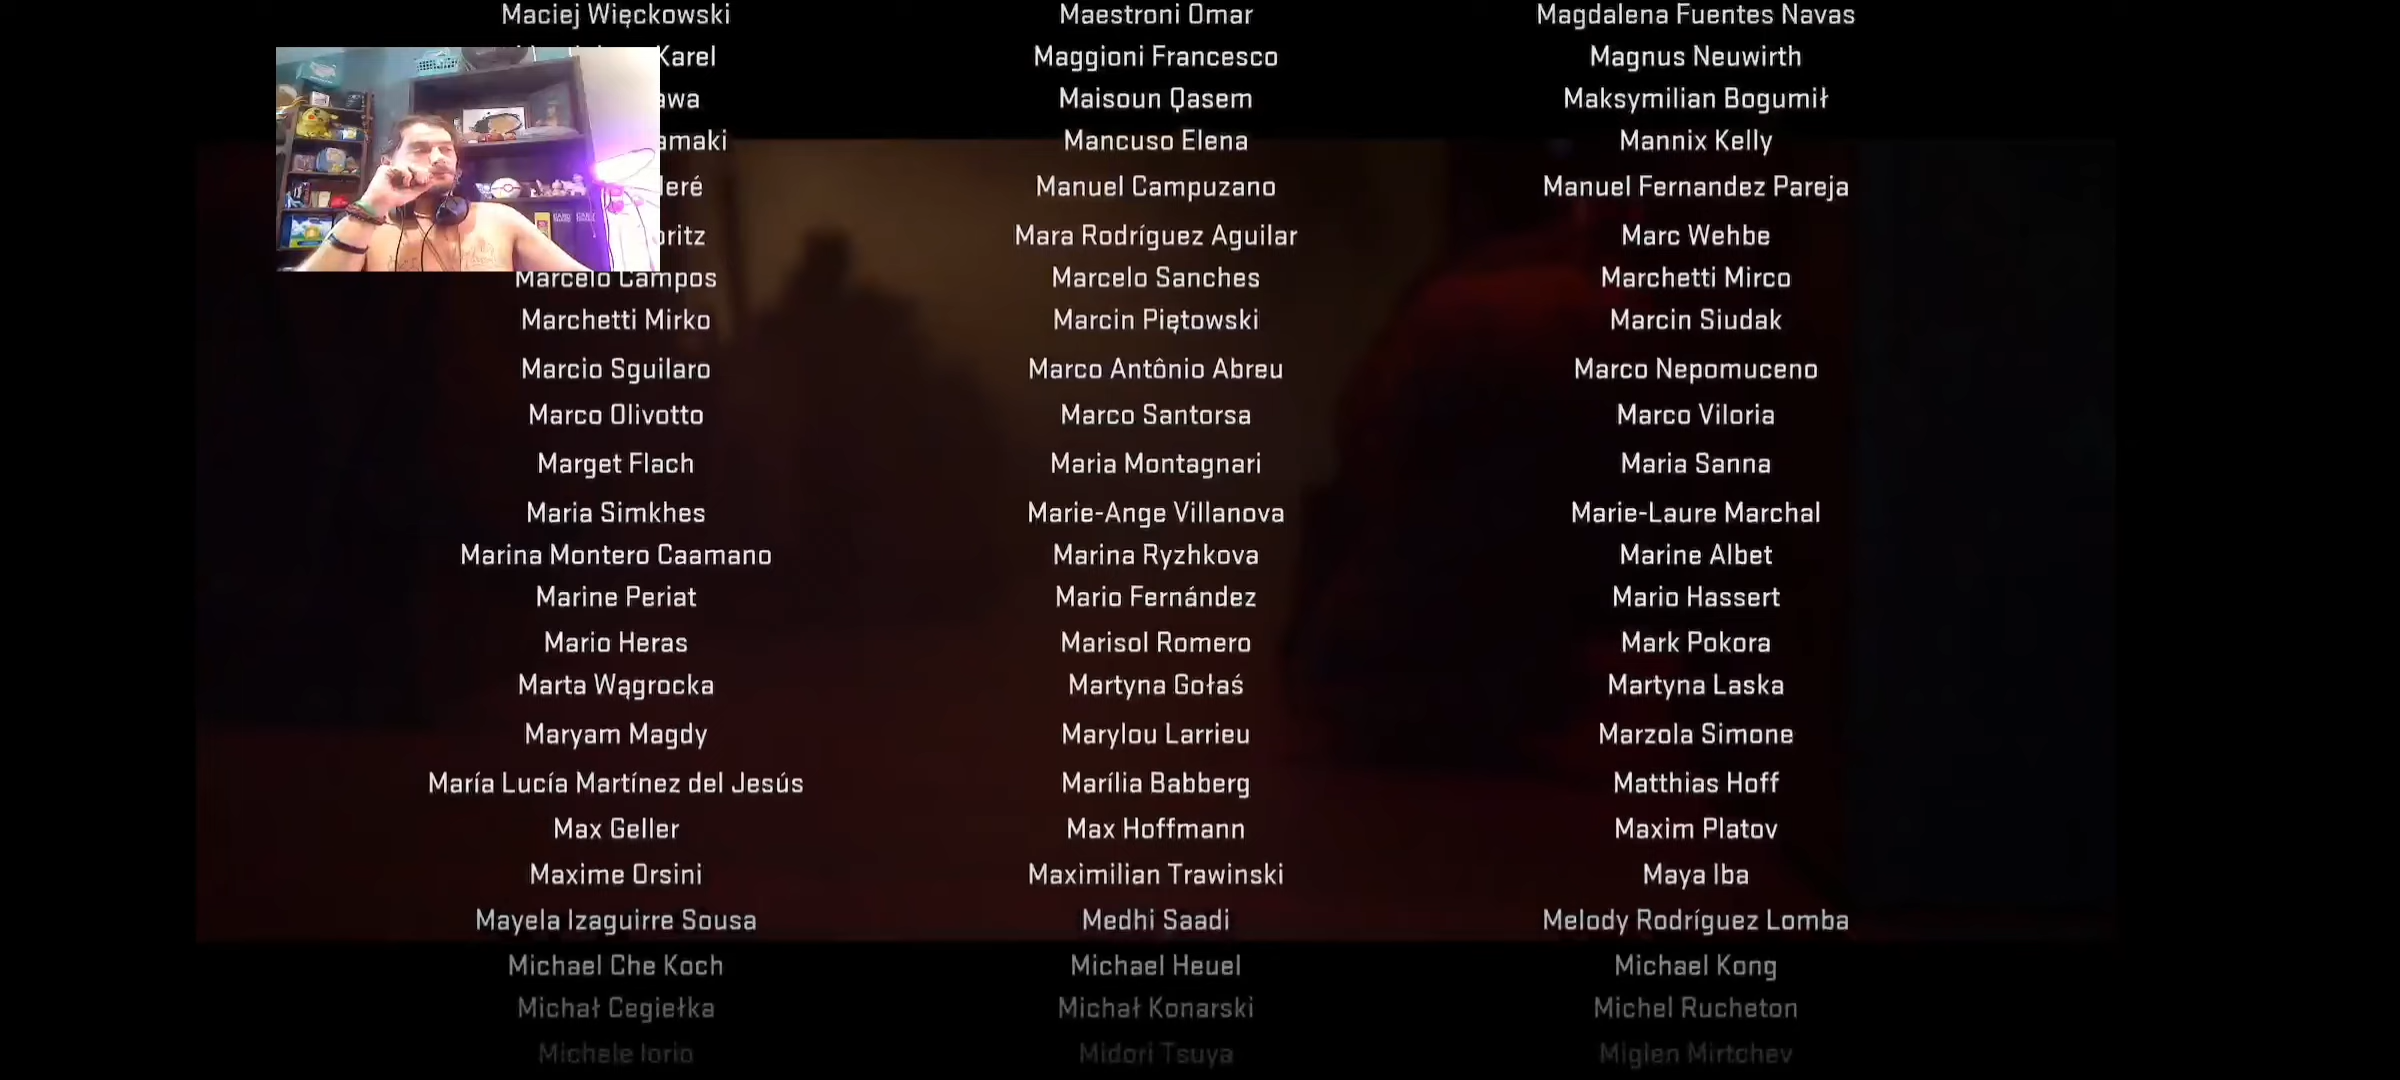 Maciej Więckowski Maestroni Omar Magdalena Fuentes Navas
Karel Maggioni Francesco Magnus Neuwirth
Maisoun Qasem Maksymilian Bogumił
Mancuso Elena Mannix Kelly
Manuel Campuzano Manuel Fernandez Pareja
Mara Rodríguez Aguilar Marc Wehbe
Marcelo Campos Marcelo Sanches Marchetti Mirco
Marchetti Mirko Marcin Piętowski Marcin Siudak
Marcio Sguilaro Marco Antônio Abreu Marco Nepomuceno
Marco Olivotto Marco Santorsa Marco Viloria
Marget Flach Maria Montagnari Maria Sanna
Maria Simkhes Marie-Ange Villanova Marie-Laure Marchal
Marina Montero Caamano Marina Ryzhkova Marine Albet
Marine Periat Mario Fernández Mario Hassert
Mario Heras Marisol Romero Mark Pokora
Marta Wągrocka Martyna Gołaś Martyna Laska
Maryam Magdy Marylou Larrieu Marzola Simone
María Lucía Martínez del Jesús Marília Babberg Matthias Hoff
Max Geller Max Hoffmann Maxim Platov
Maxime Orsini Maximilian Trawinski Maya Iba
Mayela Izaguirre Sousa Medhi Saadi Melody Rodríguez Lomba
Michael Che Koch Michael Heuel Michael Kong
Michał Cegiełka Michał Konarski Michel Rucheton
Michele Iorio Midori Tsuya Miglen Mirtchev